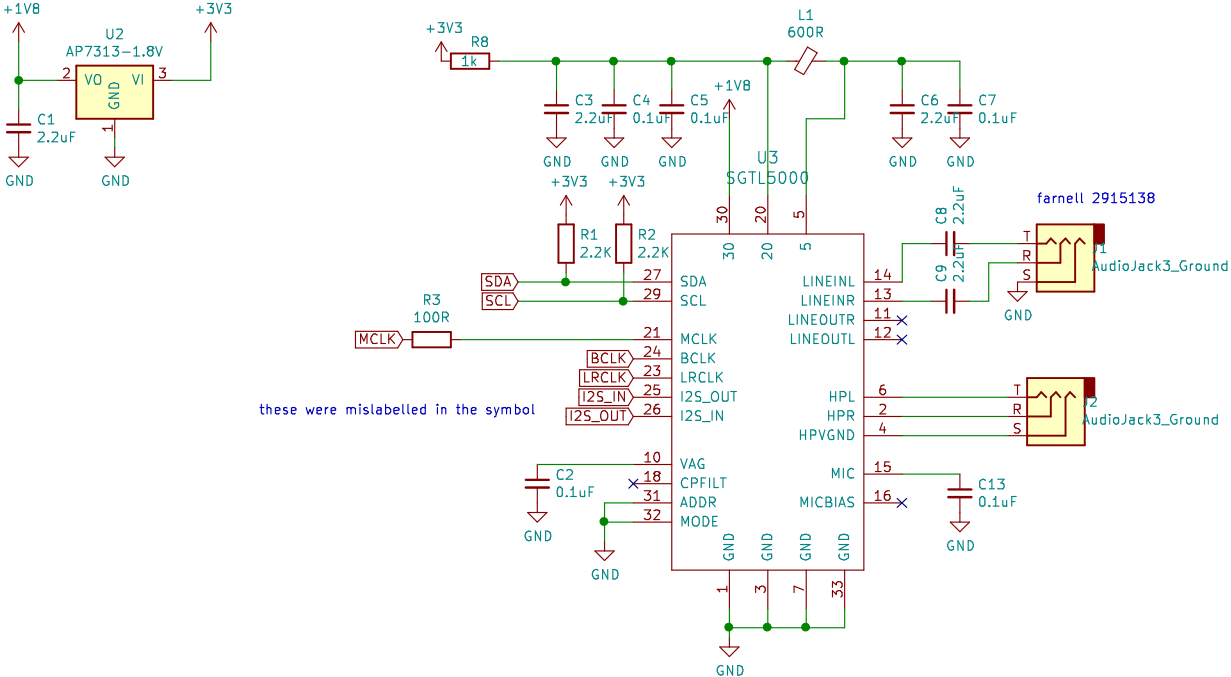 +1V8
+3V3
U2
AP7313-1.8V
2
VO
VI
3
GND
1
C1
2.2uF
GND
GND
+3V3
R8
1k
L1
600R
C3
2.2uF
C4
0.1uF
C5
0.1uF
+1V8
C6
2.2uF
C7
0.1uF
GND
GND
GND
GND
GND
U3
SGTL5000
+3V3
+3V3
R1
2.2K
R2
2.2K
30
20
5
30
20
5
SDA
27
SDA
SCL
29
SCL
R3
100R
MCLK
21
MCLK
BCLK
24
BCLK
LRCLK
23
LRCLK
I2S_IN
25
I2S_OUT
these were mislabelled in the symbol
I2S_OUT
26
I2S_IN
10
VAG
C2
0.1uF
18
CPFILT
31
ADDR
32
MODE
GND
GND
LINEINL
14
LINEINR
13
LINEOUTR
11
LINEOUTL
12
C8
2.2uF
C9
2.2uF
farnell 2915138
T
R
S
J1
AudioJack3_Ground
GND
HPL
6
HPR
2
HPVGND
4
T
R
S
J2
AudioJack3_Ground
MIC
15
MICBIAS
16
C13
0.1uF
GND
GND
GND
GND
GND
1
3
7
33
GND